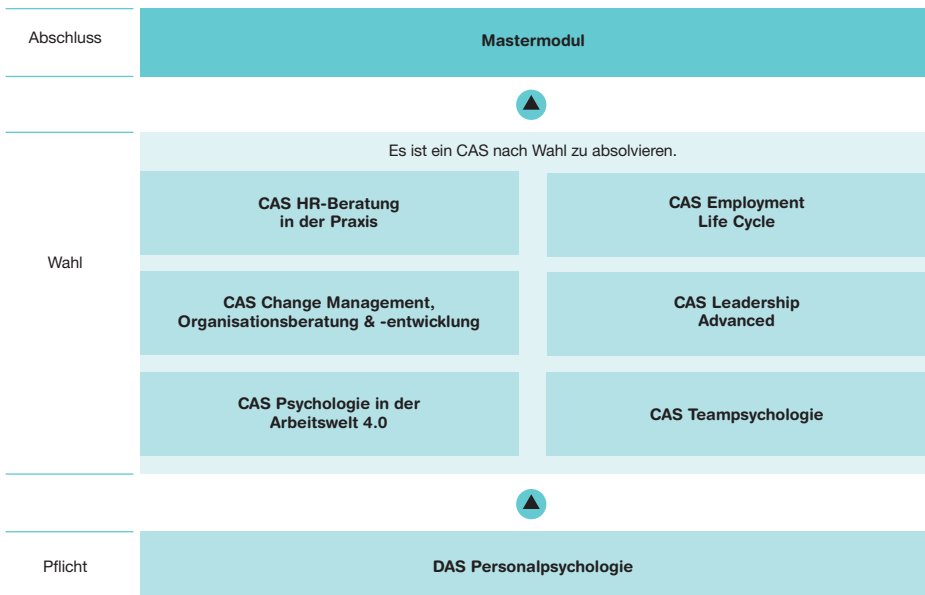 Abschluss
Mastermodul
Wahl
Es ist ein CAS nach Wahl zu absolvieren.
CAS HR-Beratung
in der Praxis
CAS Employment
Life Cycle
CAS Change Management,
Organisationsberatung & -entwicklung
CAS Leadership
Advanced
CAS Psychologie in der
Arbeitswelt 4.0
CAS Teampsychologie
Pflicht
DAS Personalpsychologie